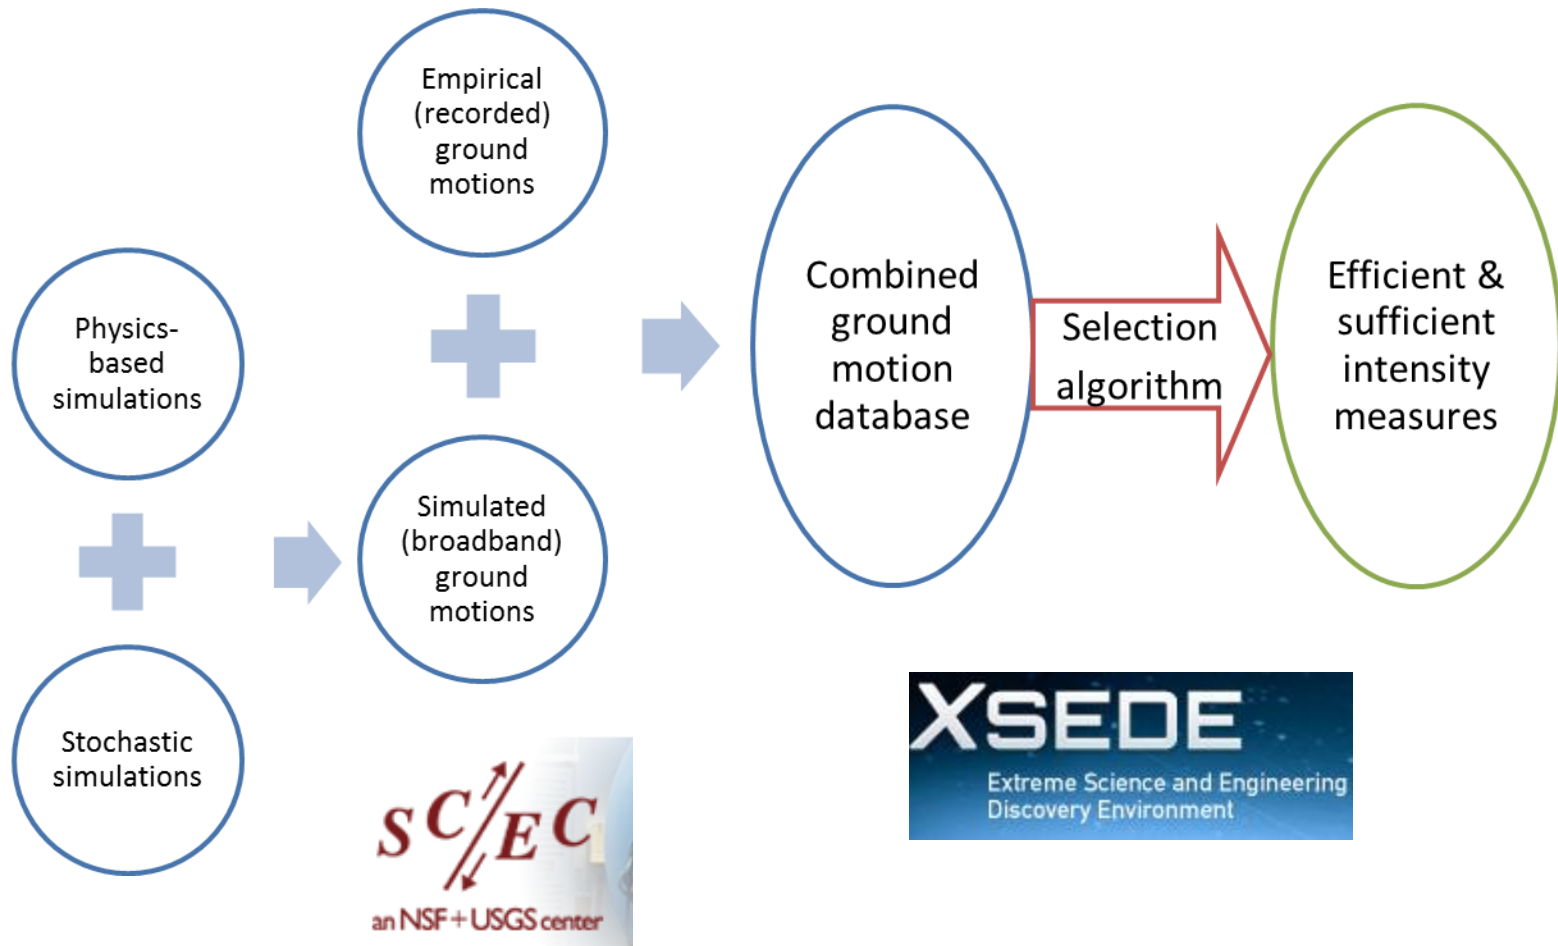 Empirical
(recorded)
ground
motions
Physics-
based
simulations
Stochastic
simulations
Simulated
(broadband)
ground
motions
Combined
ground
motion
database
Selection
algorithm
Efficient &
sufficient
intensity
measures
SCEC
an NSF+USGS center
XSEDE
Extreme Science and Engineering
Discovery Environment